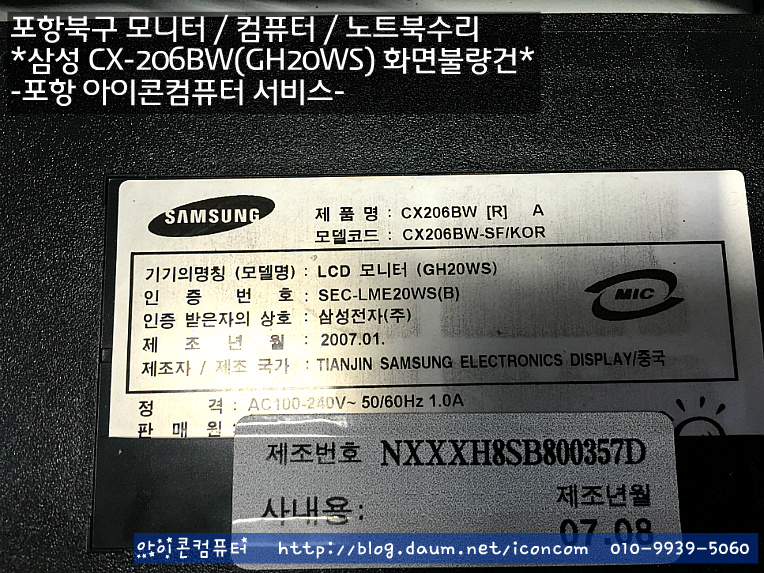 포항북구 모니터 / 컴퓨터 / 노트북수리
*삼성 CX-206BW(GH20WS) 화면불량건*
-포항 아이콘컴퓨터 서비스-
SAMSUNG
제 품 명 : CX206BW [R] A
모델코드 : CX206BW-SF/KOR
기기의명칭 (모델명) : LCD 모니터 (GH20WS)
인 증 번 호 : SEC-LME20WS(B)
인증 받은자의 상호 : 삼성전자(주)
제 조 년 월 : 2007.01.
제조자 / 제조 국가 : TIANJIN SAMSUNG ELECTRONICS DISPLAY/중국
MIC
정 격 : AC100-240V~ 50/60Hz 1.0A
판 매 원 :
제조번호 NXXXH8SB800357D
사내용:
제조년월
07.08
아이콘컴퓨터 http://blog.daum.net/iconcom 010-9939-5060